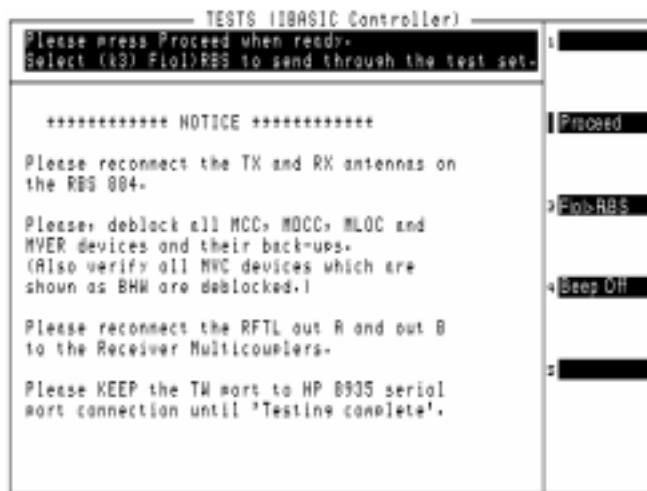 TESTS (IBASIC Controller)
Please press Proceed when ready.
Select (k3) Fiol>RBS to send through the test set.
1
************ NOTICE ************
Proceed
Please reconnect the TX and RX antennas on
the RBS 884.
3 Fiol>RBS
Please, deblock all MCC, MDCC, MLOC and
MVER devices and their back-ups.
(Also verify all MVC devices which are
shown as BHW are deblocked.)
4 Beep Off
Please reconnect the RFTL out A and out B
to the Receiver Multicouplers.
5
Please KEEP the TW port to HP 8935 serial
port connection until 'Testing complete'.